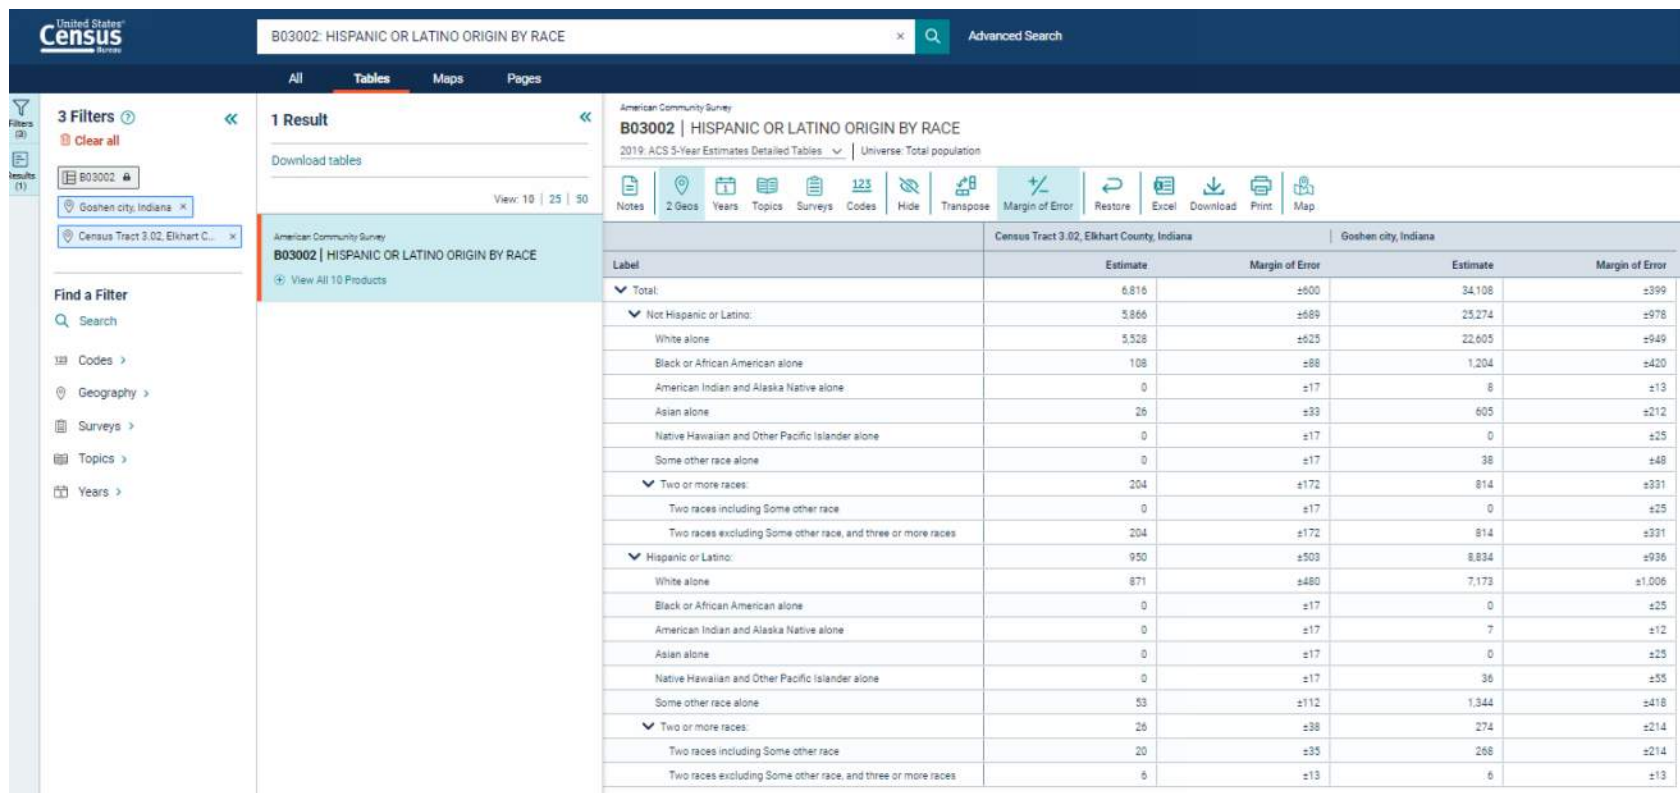 United States®
Census
Bureau
B03002: HISPANIC OR LATINO ORIGIN BY RACE × Advanced Search
All Tables Maps Pages
Filters
(3)
Results
(1)
3 Filters ?
Clear all
B03002
Goshen city, Indiana ×
Census Tract 3.02, Elkhart C... ×
Find a Filter
Search
Codes >
Geography >
Surveys >
Topics >
Years >
1 Result
Download tables
View: 10 | 25 | 50
American Community Survey
B03002 | HISPANIC OR LATINO ORIGIN BY RACE
View All 10 Products
American Community Survey
B03002 | HISPANIC OR LATINO ORIGIN BY RACE
2019: ACS 5-Year Estimates Detailed Tables | Universe: Total population
Notes 2 Geos Years Topics Surveys Codes Hide Transpose Margin of Error Restore Excel Download Print Map
Census Tract 3.02, Elkhart County, Indiana Goshen city, Indiana
Label Estimate Margin of Error Estimate Margin of Error
Total: 6,816 ±600 34,108 ±399
Not Hispanic or Latino: 5,866 ±689 25,274 ±978
White alone 5,528 ±625 22,605 ±949
Black or African American alone 108 ±88 1,204 ±420
American Indian and Alaska Native alone 0 ±17 8 ±13
Asian alone 26 ±33 605 ±212
Native Hawaiian and Other Pacific Islander alone 0 ±17 0 ±25
Some other race alone 0 ±17 38 ±48
Two or more races: 204 ±172 814 ±331
Two races including Some other race 0 ±17 0 ±25
Two races excluding Some other race, and three or more races 204 ±172 814 ±331
Hispanic or Latino: 950 ±503 8,834 ±936
White alone 871 ±480 7,173 ±1,006
Black or African American alone 0 ±17 0 ±25
American Indian and Alaska Native alone 0 ±17 7 ±12
Asian alone 0 ±17 0 ±25
Native Hawaiian and Other Pacific Islander alone 0 ±17 36 ±55
Some other race alone 53 ±112 1,344 ±418
Two or more races: 26 ±38 274 ±214
Two races including Some other race 20 ±35 268 ±214
Two races excluding Some other race, and three or more races 6 ±13 6 ±13